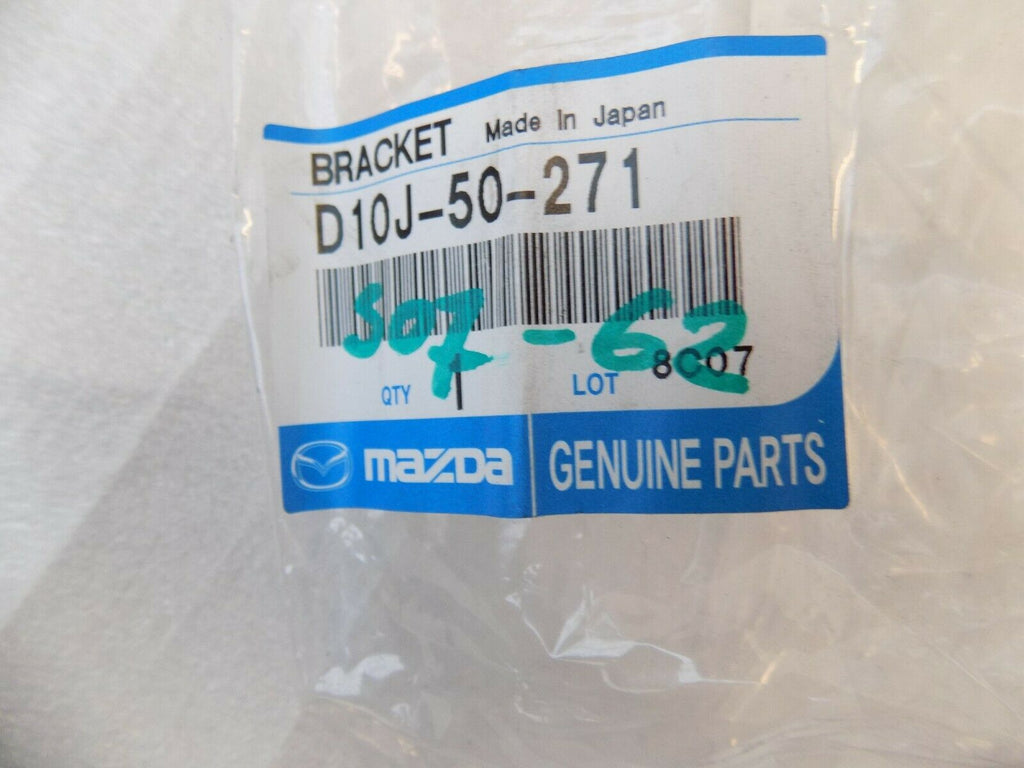 BRACKET Made In Japan
D10J-50-271
S07-62
QTY 1 LOT 8C07
mazda GENUINE PARTS